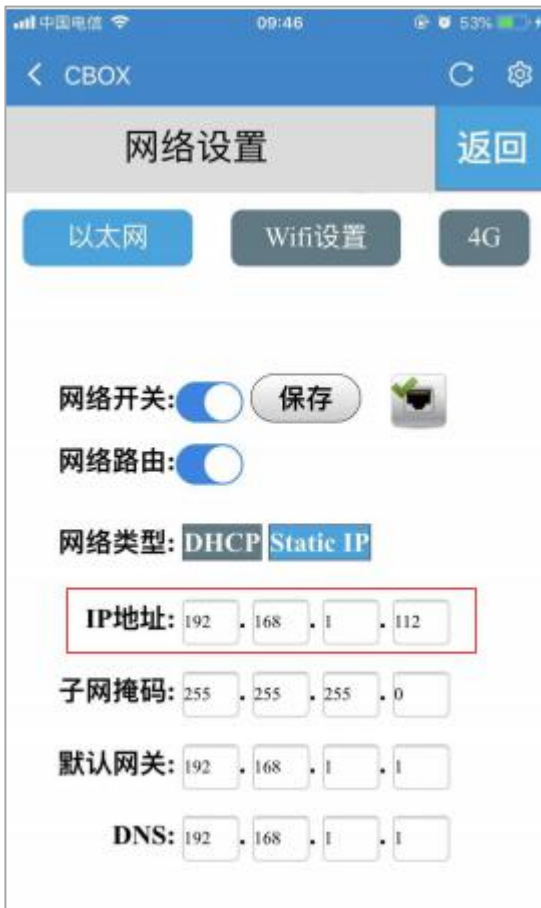 中国电信 09:46 53%
CBOX
网络设置 返回
以太网 Wifi设置 4G
网络开关: 保存
网络路由:
网络类型: DHCP Static IP
IP地址: 192 . 168 . 1 . 112
子网掩码: 255 . 255 . 255 . 0
默认网关: 192 . 168 . 1 . 1
DNS: 192 . 168 . 1 . 1